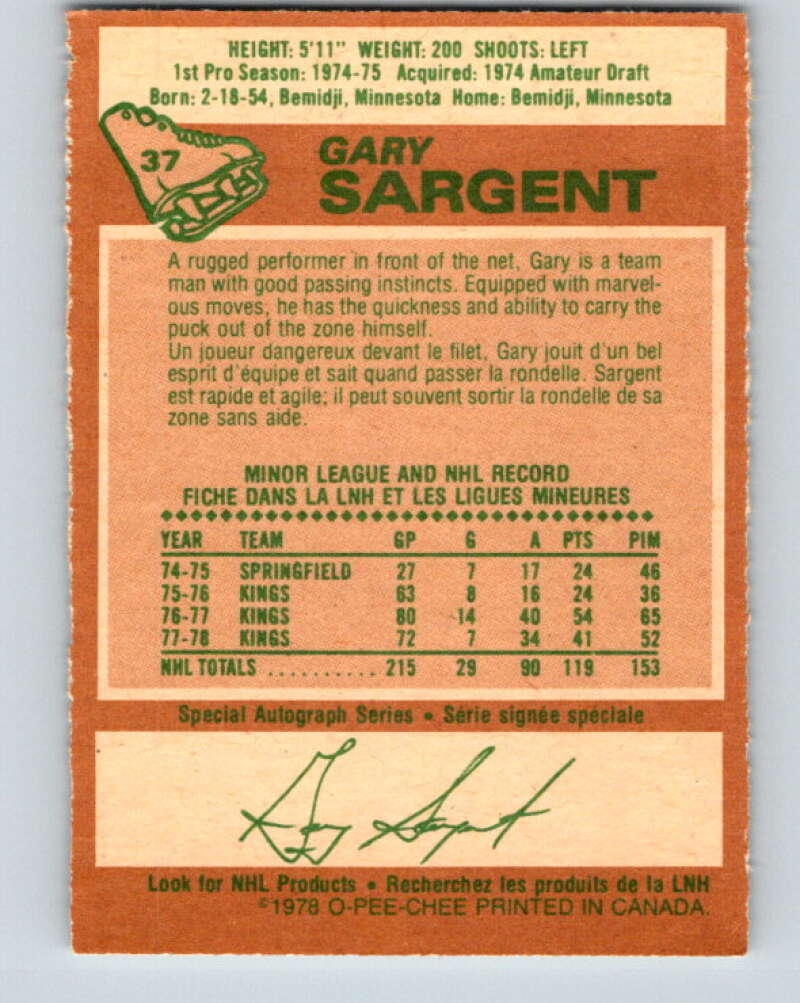 HEIGHT: 5'11" WEIGHT: 200 SHOOTS: LEFT
1st Pro Season: 1974-75 Acquired: 1974 Amateur Draft
Born: 2-18-54, Bemidji, Minnesota Home: Bemidji, Minnesota
37
GARY
SARGENT
A rugged performer in front of the net, Gary is a team
man with good passing instincts. Equipped with marvel-
ous moves, he has the quickness and ability to carry the
puck out of the zone himself.
Un joueur dangereux devant le filet, Gary jouit d'un bel
esprit d'équipe et sait quand passer la rondelle. Sargent
est rapide et agile; il peut souvent sortir la rondelle de sa
zone sans aide.
MINOR LEAGUE AND NHL RECORD
FICHE DANS LA LNH ET LES LIGUES MINEURES
YEAR TEAM GP G A PTS PIM
74-75 SPRINGFIELD 27 7 17 24 46
75-76 KINGS 63 8 16 24 36
76-77 KINGS 80 14 40 54 65
77-78 KINGS 72 7 34 41 52
NHL TOTALS .......... 215 29 90 119 153
Special Autograph Series • Série signée spéciale
Gary Sargent
Look for NHL Products • Recherchez les produits de la LNH
©1978 O-PEE-CHEE PRINTED IN CANADA.